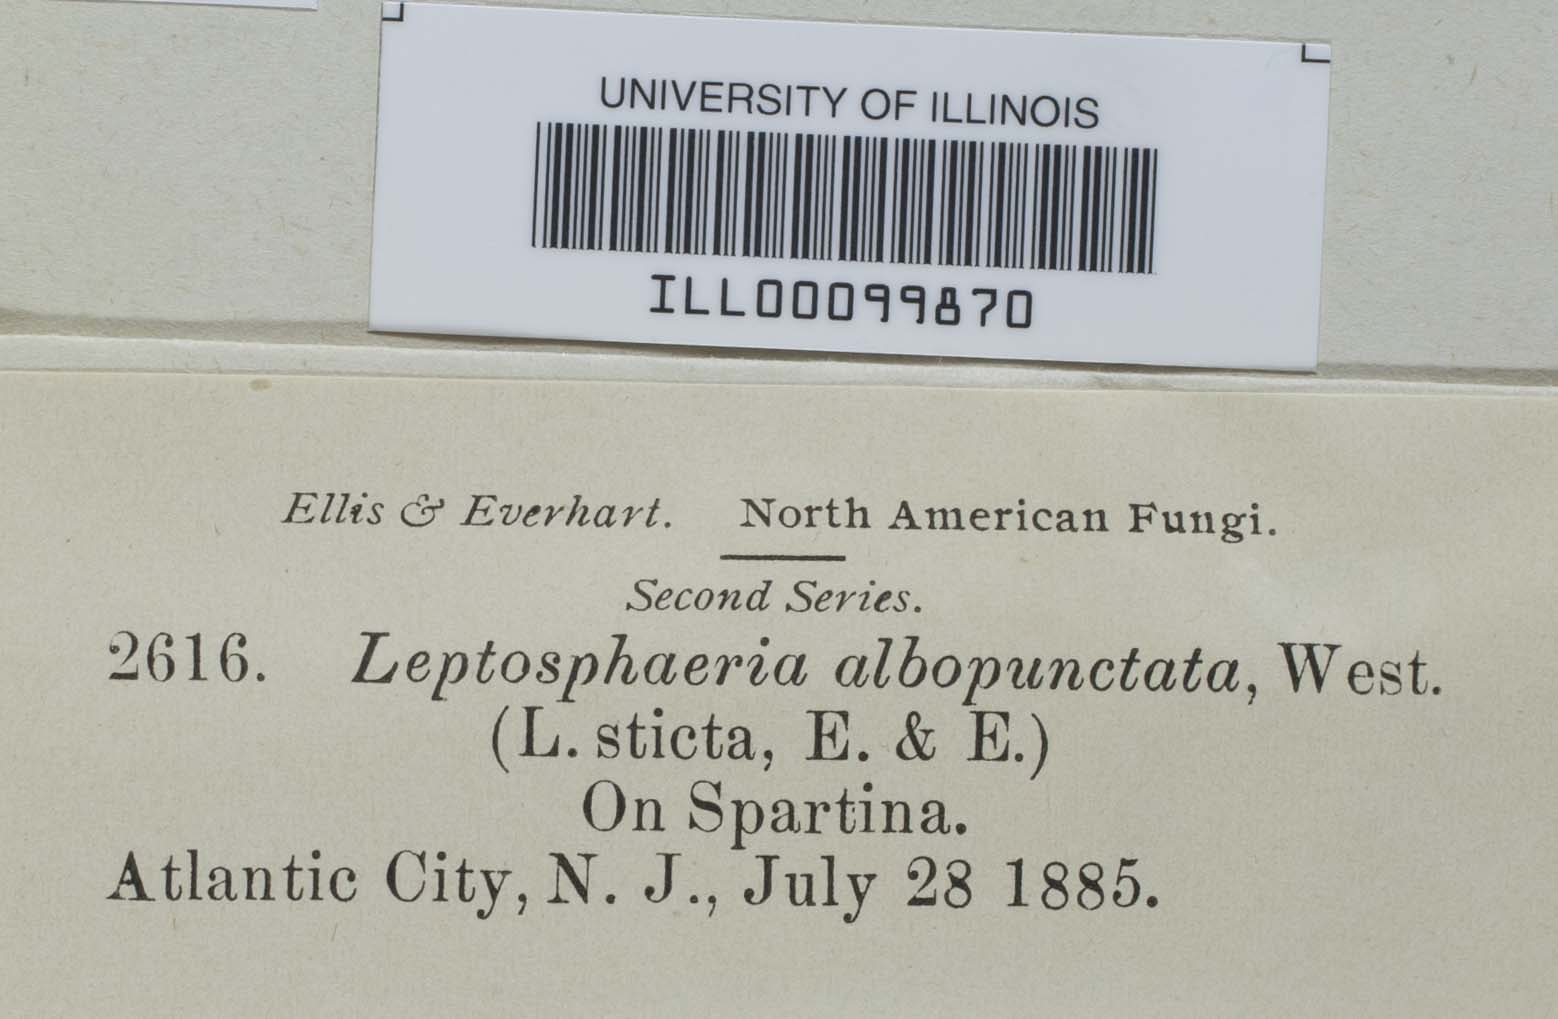 UNIVERSITY OF ILLINOIS
ILL00099870
Ellis & Everhart. North American Fungi.
Second Series.
2616. Leptosphaeria albopunctata, West.
(L. sticta, E. & E.)
On Spartina.
Atlantic City, N. J., July 28 1885.